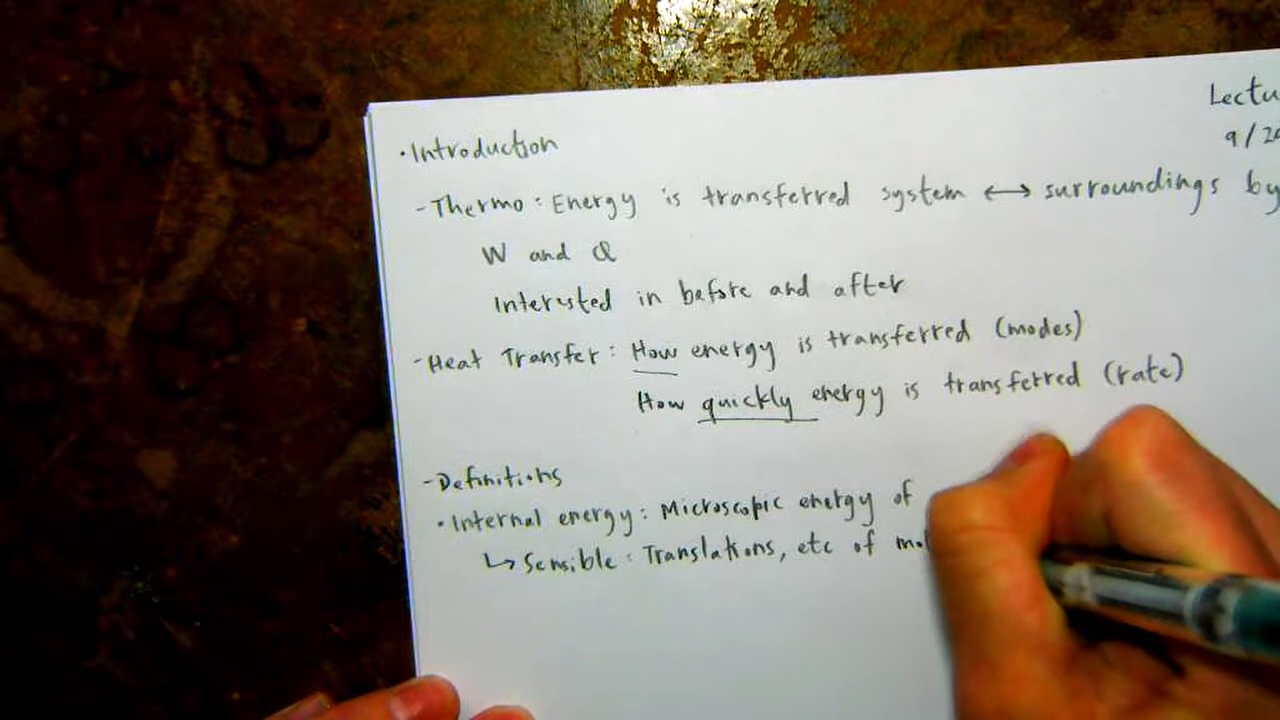 Lectu
9/20
• Introduction
- Thermo: Energy is transferred system ↔ surroundings by
W and Q
Interested in before and after
- Heat Transfer: How energy is transferred (modes)
How quickly energy is transferred (rate)
- Definitions
• Internal energy: Microscopic energy of
↳ Sensible: Translations, etc of mol